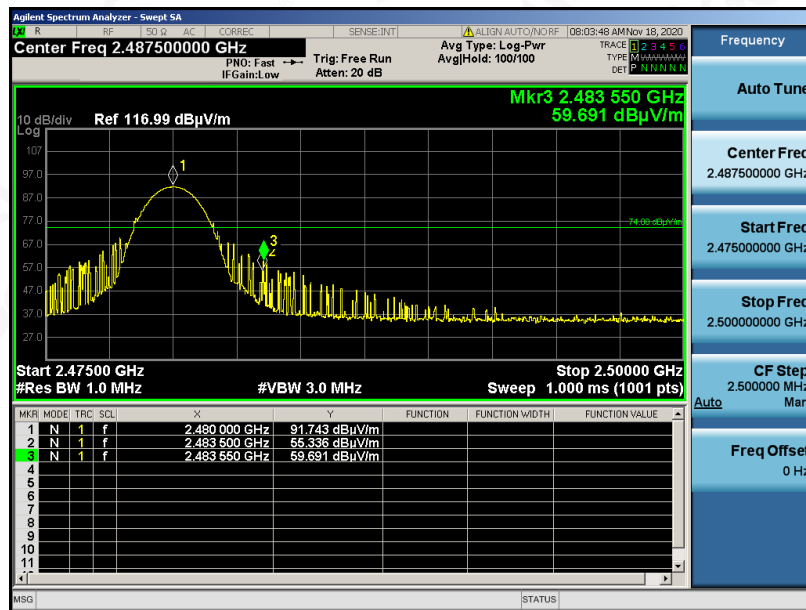 Agilent Spectrum Analyzer - Swept SA
LXI R RF 50 Ω AC CORREC SENSE:INT ALIGN AUTO/NO RF 08:03:48 AM Nov 18, 2020
Center Freq 2.487500000 GHz
PNO: Fast
IFGain:Low
Trig: Free Run
Atten: 20 dB
Avg Type: Log-Pwr
Avg|Hold: 100/100
TRACE 1 2 3 4 5 6
TYPE M
DET P N N N N N
Mkr3 2.483 550 GHz
59.691 dBµV/m
10 dB/div Ref 116.99 dBµV/m
Log
107
97.0
87.0
77.0
67.0
57.0
47.0
37.0
27.0
1
3
2
74.00 dBµV/m
Start 2.47500 GHz Stop 2.50000 GHz
#Res BW 1.0 MHz #VBW 3.0 MHz Sweep 1.000 ms (1001 pts)
MKR MODE TRC SCL X Y FUNCTION FUNCTION WIDTH FUNCTION VALUE
1 N 1 f 2.480 000 GHz 91.743 dBµV/m
2 N 1 f 2.483 500 GHz 55.336 dBµV/m
3 N 1 f 2.483 550 GHz 59.691 dBµV/m
4
5
6
7
8
9
10
11
MSG STATUS
Frequency
Auto Tune
Center Freq
2.487500000 GHz
Start Freq
2.475000000 GHz
Stop Freq
2.500000000 GHz
CF Step
2.500000 MHz
Auto Man
Freq Offset
0 Hz